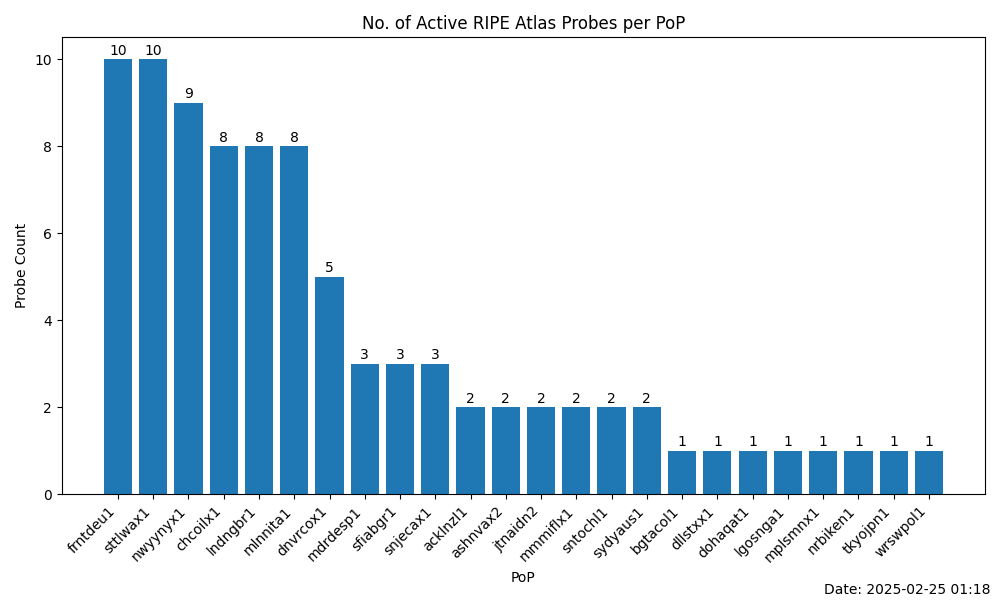 No. of Active RIPE Atlas Probes per PoP
Probe Count
10
8
6
4
2
0
10
10
9
8
8
8
5
3
3
3
2
2
2
2
2
2
1
1
1
1
1
1
1
1
frntdeu1
sttlwax1
nwyynyx1
chcoilx1
lndngbr1
mlnnita1
dnvrcox1
mdrdesp1
sfiabgr1
snjecax1
acklnzl1
ashnvax2
jtnaidn2
mmmiflx1
sntochl1
sydyaus1
bgtacol1
dllstxx1
dohaqat1
lgosnga1
mplsmnx1
nrbiken1
tkyojpn1
wrswpol1
PoP
Date: 2025-02-25 01:18